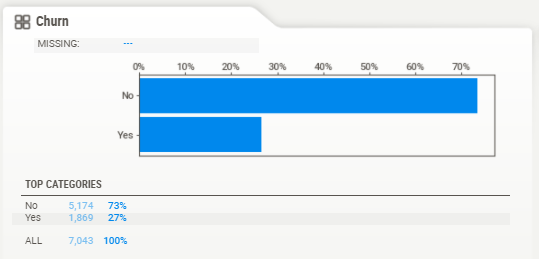 Churn
MISSING: ---
0% 10% 20% 30% 40% 50% 60% 70%
No
Yes
TOP CATEGORIES
No 5,174 73%
Yes 1,869 27%
ALL 7,043 100%